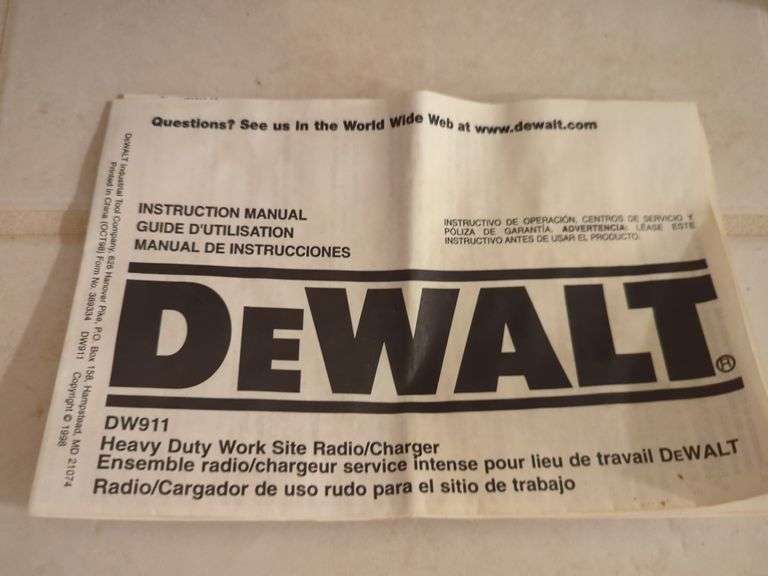 Questions? See us in the World Wide Web at www.dewalt.com
INSTRUCTION MANUAL
GUIDE D'UTILISATION
MANUAL DE INSTRUCCIONES
INSTRUCTIVO DE OPERACIÓN, CENTROS DE SERVICIO Y
PÓLIZA DE GARANTÍA. ADVERTENCIA: LÉASE ESTE
INSTRUCTIVO ANTES DE USAR EL PRODUCTO.
DEWALT®
DW911
Heavy Duty Work Site Radio/Charger
Ensemble radio/chargeur service intense pour lieu de travail DEWALT
Radio/Cargador de uso rudo para el sitio de trabajo
DEWALT Industrial Tool Company, 626 Hanover Pike, P.O. Box 158, Hampstead, MD 21074
Printed in China (OCT98) Form No. 389334 DW911 Copyright © 1998